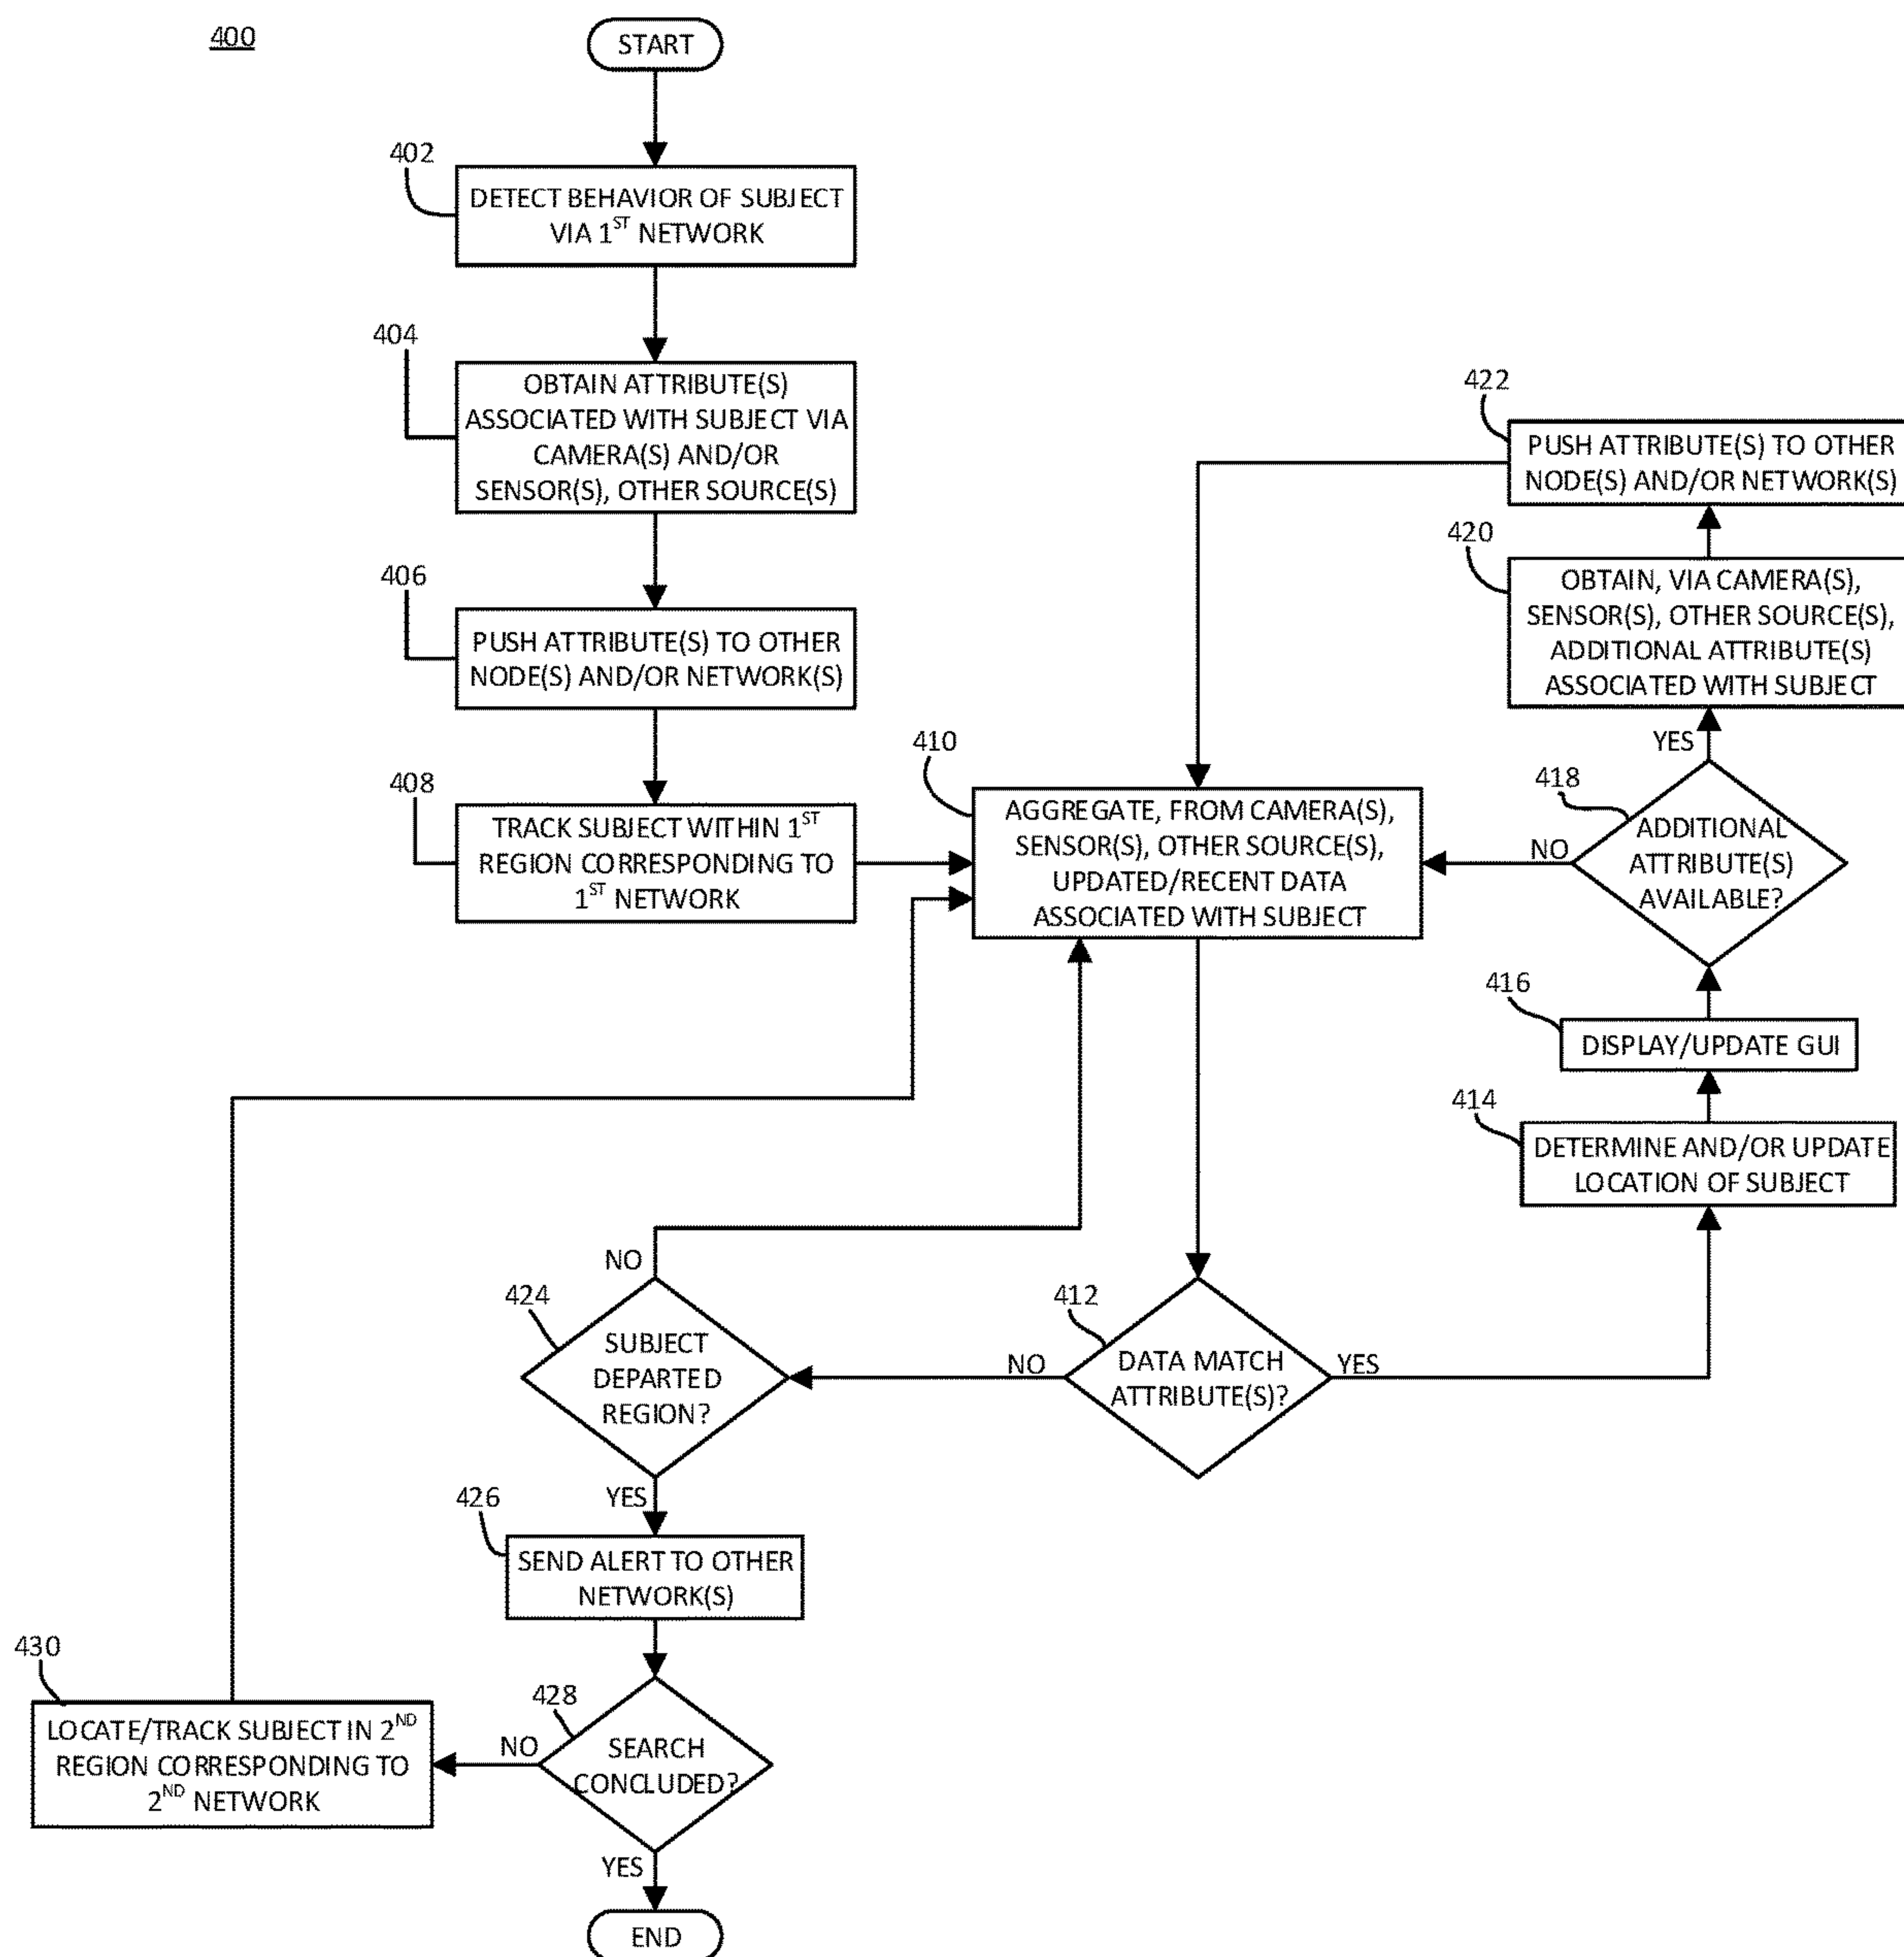 400
START
402
DETECT BEHAVIOR OF SUBJECT
VIA 1ST NETWORK
404
OBTAIN ATTRIBUTE(S)
ASSOCIATED WITH SUBJECT VIA
CAMERA(S) AND/OR
SENSOR(S), OTHER SOURCE(S)
406
PUSH ATTRIBUTE(S) TO OTHER
NODE(S) AND/OR NETWORK(S)
408
TRACK SUBJECT WITHIN 1ST
REGION CORRESPONDING TO
1ST NETWORK
410
AGGREGATE, FROM CAMERA(S),
SENSOR(S), OTHER SOURCE(S),
UPDATED/RECENT DATA
ASSOCIATED WITH SUBJECT
412
DATA MATCH
ATTRIBUTE(S)?
NO
YES
414
DETERMINE AND/OR UPDATE
LOCATION OF SUBJECT
416
DISPLAY/UPDATE GUI
418
ADDITIONAL
ATTRIBUTE(S)
AVAILABLE?
NO
YES
420
OBTAIN, VIA CAMERA(S),
SENSOR(S), OTHER SOURCE(S),
ADDITIONAL ATTRIBUTE(S)
ASSOCIATED WITH SUBJECT
422
PUSH ATTRIBUTE(S) TO OTHER
NODE(S) AND/OR NETWORK(S)
424
SUBJECT
DEPARTED
REGION?
NO
YES
426
SEND ALERT TO OTHER
NETWORK(S)
428
SEARCH
CONCLUDED?
NO
YES
430
LOCATE/TRACK SUBJECT IN 2ND
REGION CORRESPONDING TO
2ND NETWORK
END